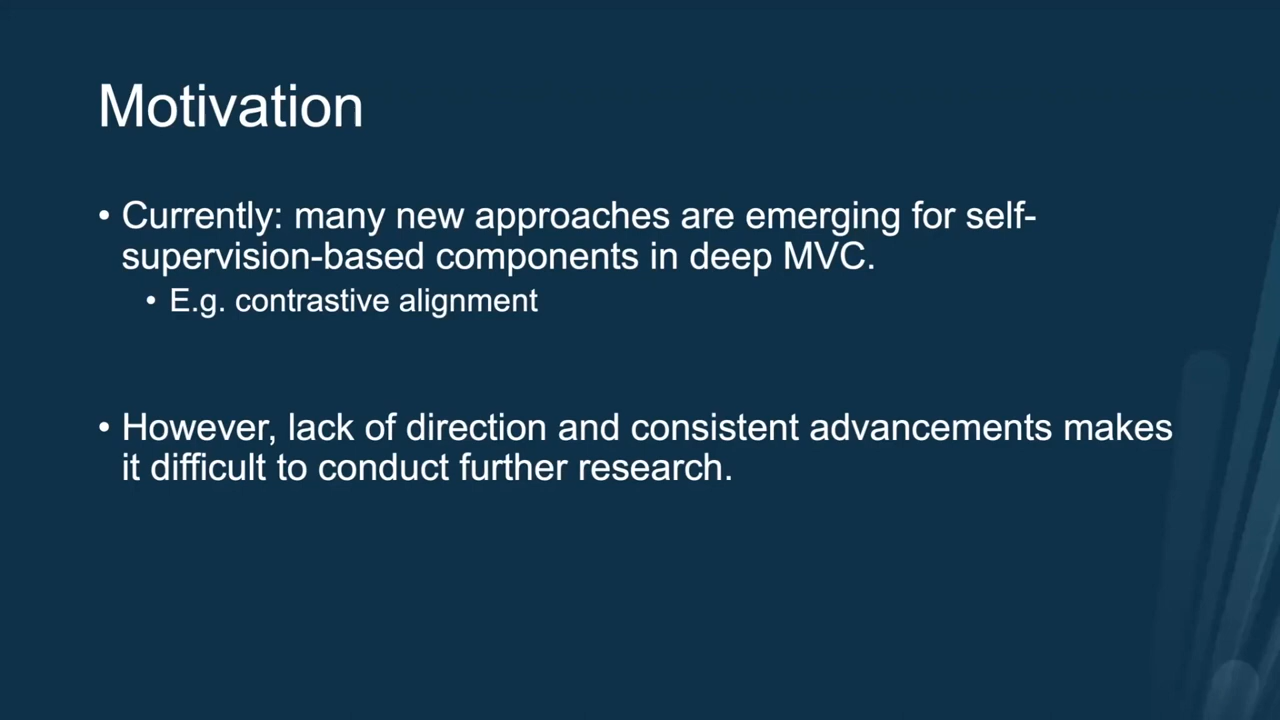 Motivation
• Currently: many new approaches are emerging for self-
supervision-based components in deep MVC.
• E.g. contrastive alignment
• However, lack of direction and consistent advancements makes
it difficult to conduct further research.